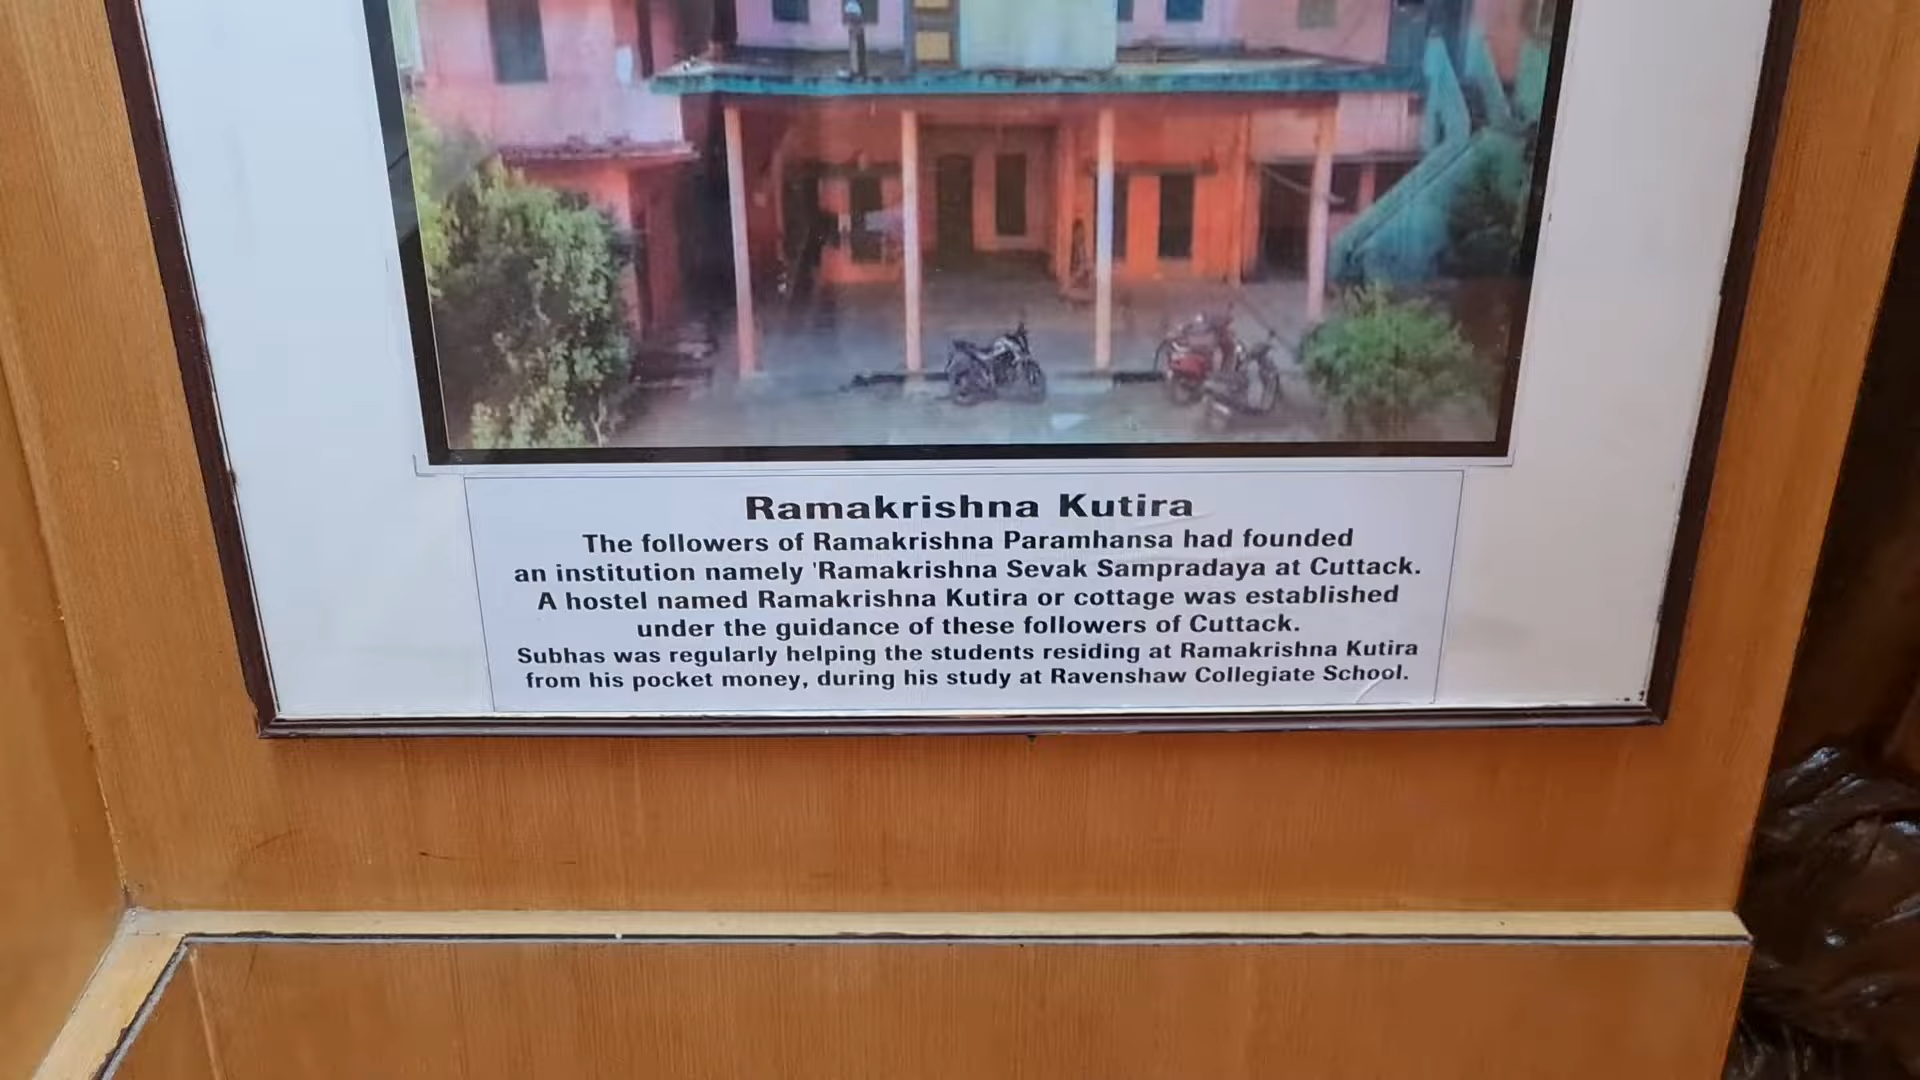 Ramakrishna Kutira
The followers of Ramakrishna Paramhansa had founded
an institution namely 'Ramakrishna Sevak Sampradaya at Cuttack.
A hostel named Ramakrishna Kutira or cottage was established
under the guidance of these followers of Cuttack.
Subhas was regularly helping the students residing at Ramakrishna Kutira
from his pocket money, during his study at Ravenshaw Collegiate School.